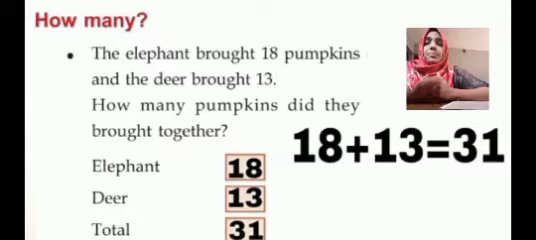 How many?
• The elephant brought 18 pumpkins
and the deer brought 13.
How many pumpkins did they
brought together?
18+13=31
Elephant 18
Deer 13
Total 31